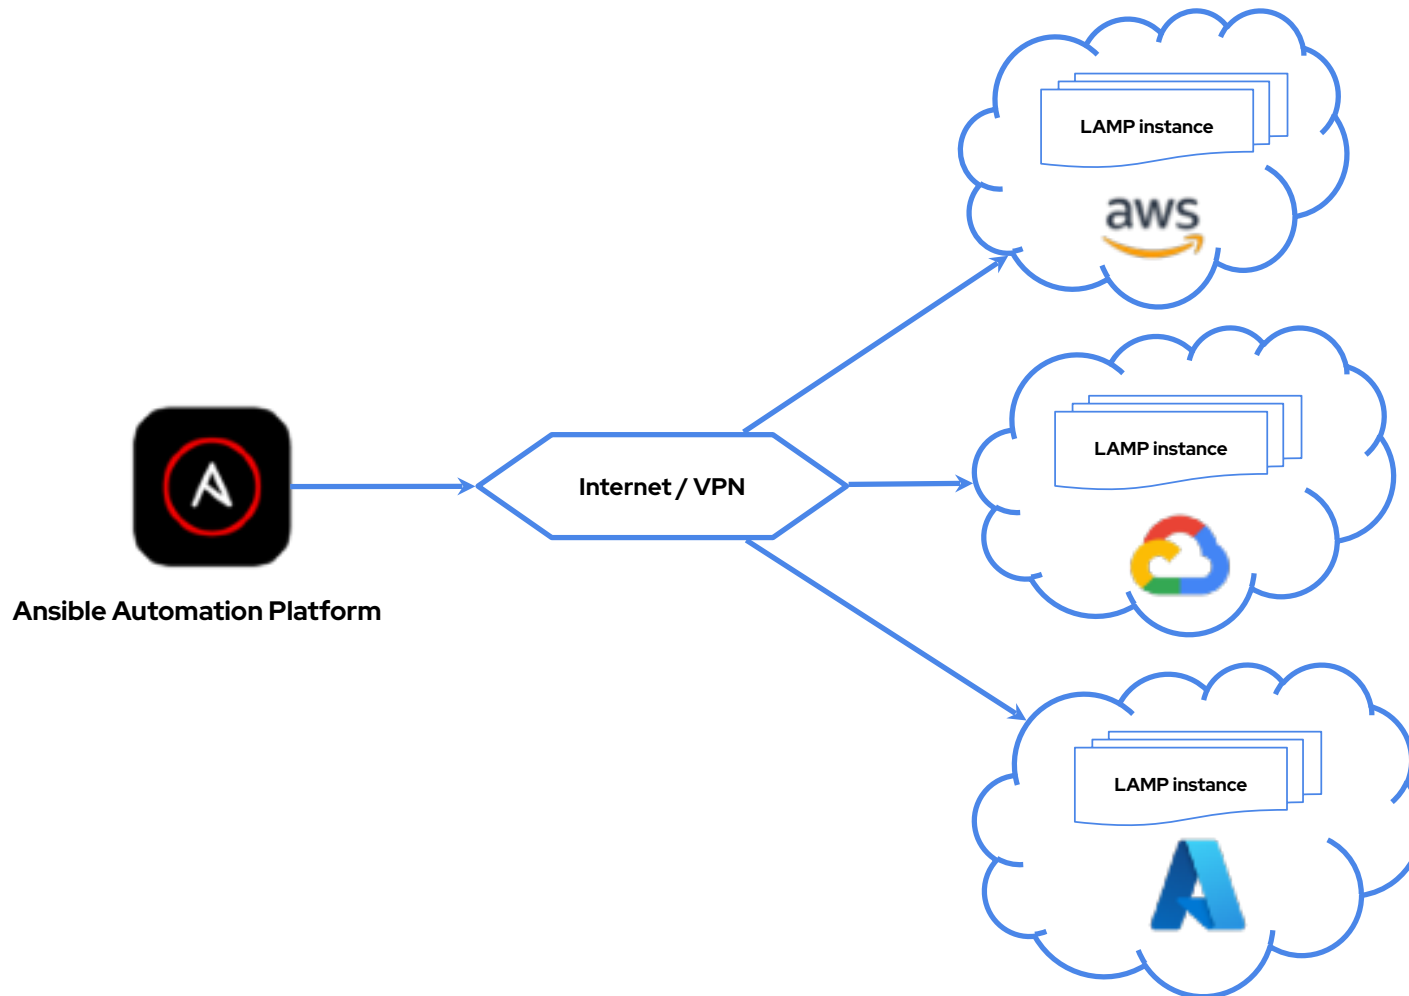 LAMP instance
aws
LAMP instance
Internet / VPN
Ansible Automation Platform
LAMP instance